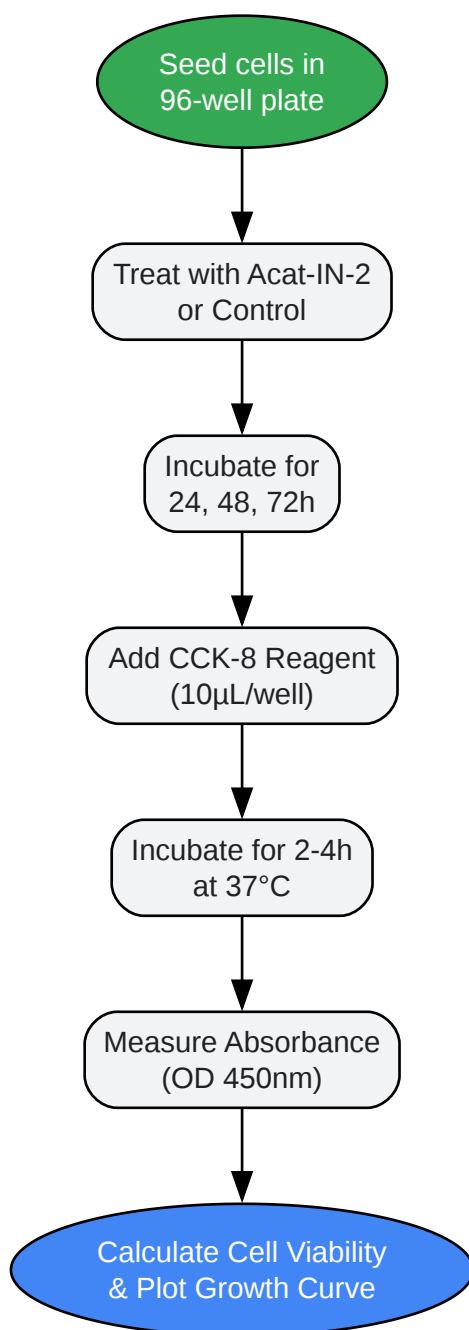 Seed cells in
96-well plate
Treat with Acat-IN-2
or Control
Incubate for
24, 48, 72h
Add CCK-8 Reagent
(10µL/well)
Incubate for 2-4h
at 37°C
Measure Absorbance
(OD 450nm)
Calculate Cell Viability
& Plot Growth Curve